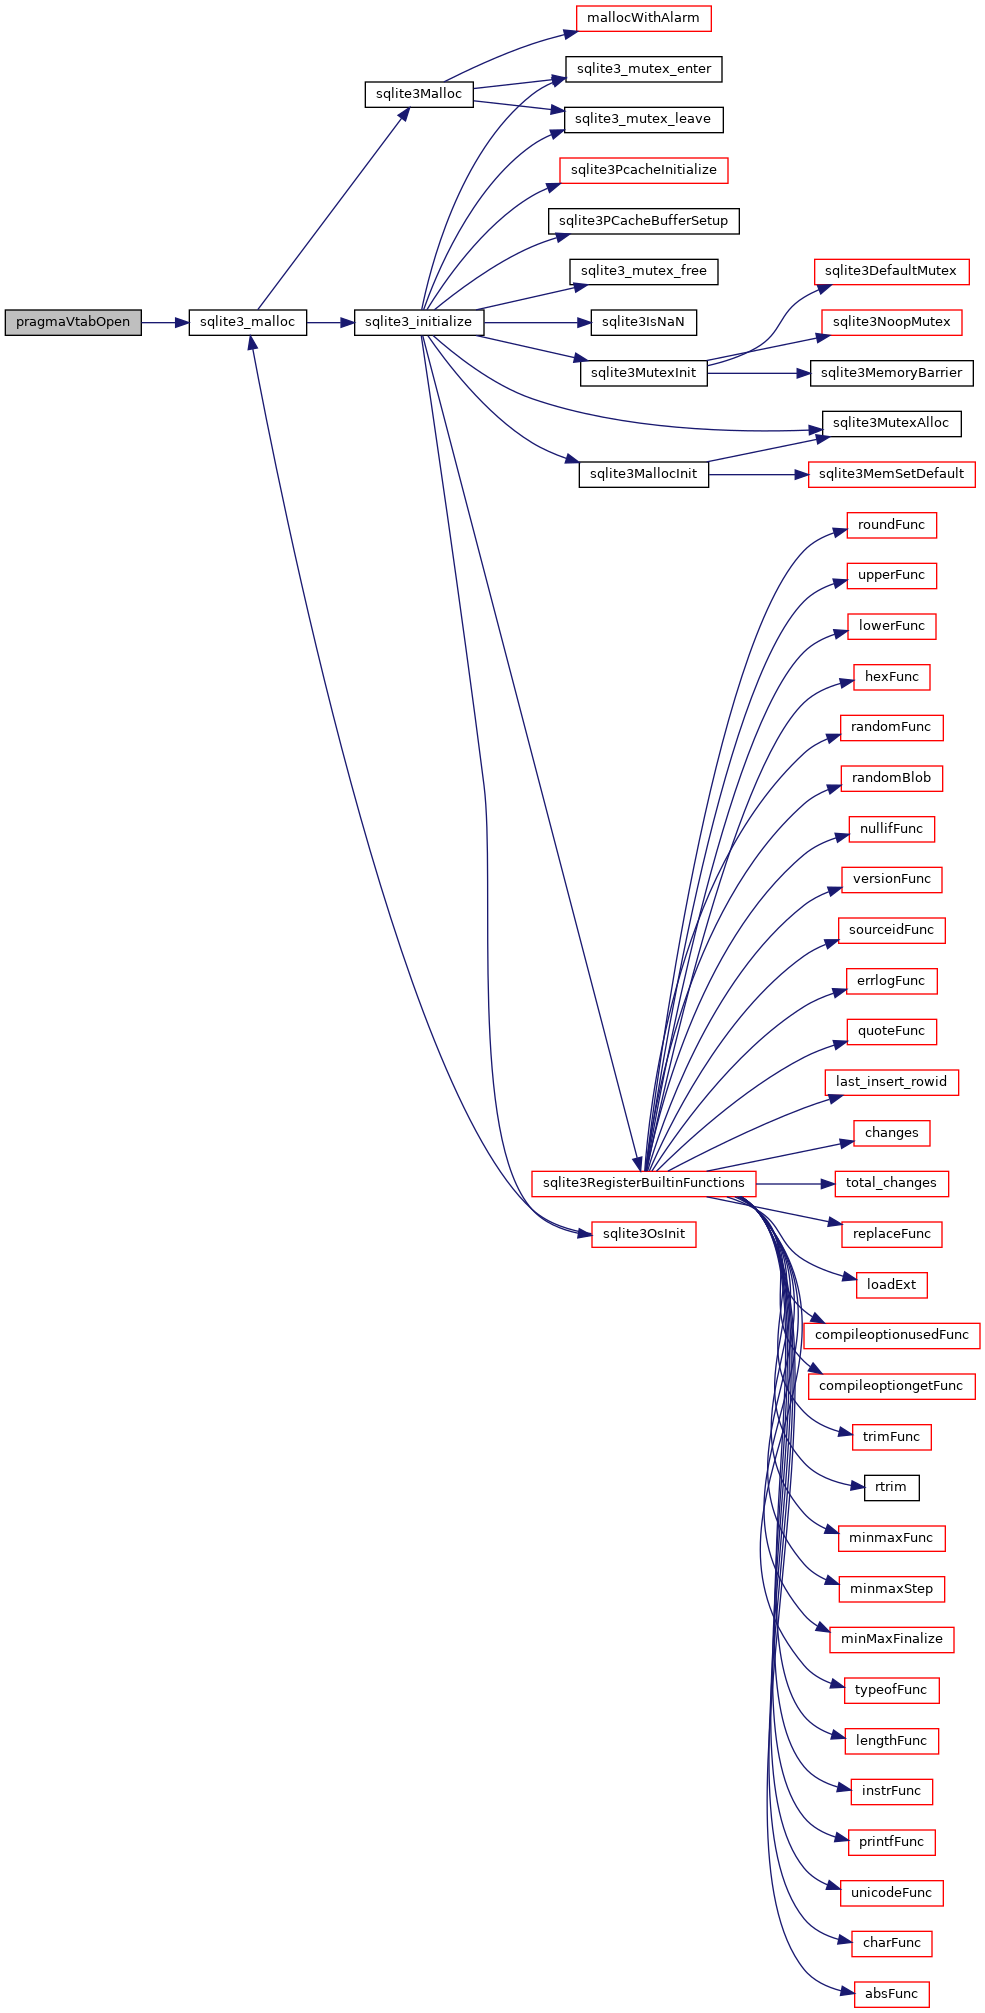 mallocWithAlarm
sqlite3_mutex_enter
sqlite3Malloc
sqlite3_mutex_leave
sqlite3PcacheInitialize
sqlite3PCacheBufferSetup
sqlite3_mutex_free
sqlite3DefaultMutex
pragmaVtabOpen
sqlite3_malloc
sqlite3_initialize
sqlite3IsNaN
sqlite3NoopMutex
sqlite3MutexInit
sqlite3MemoryBarrier
sqlite3MutexAlloc
sqlite3MallocInit
sqlite3MemSetDefault
roundFunc
upperFunc
lowerFunc
hexFunc
randomFunc
randomBlob
nullifFunc
versionFunc
sourceidFunc
errlogFunc
quoteFunc
last_insert_rowid
changes
sqlite3RegisterBuiltinFunctions
total_changes
sqlite3OsInit
replaceFunc
loadExt
compileoptionusedFunc
compileoptiongetFunc
trimFunc
rtrim
minmaxFunc
minmaxStep
minMaxFinalize
typeofFunc
lengthFunc
instrFunc
printfFunc
unicodeFunc
charFunc
absFunc